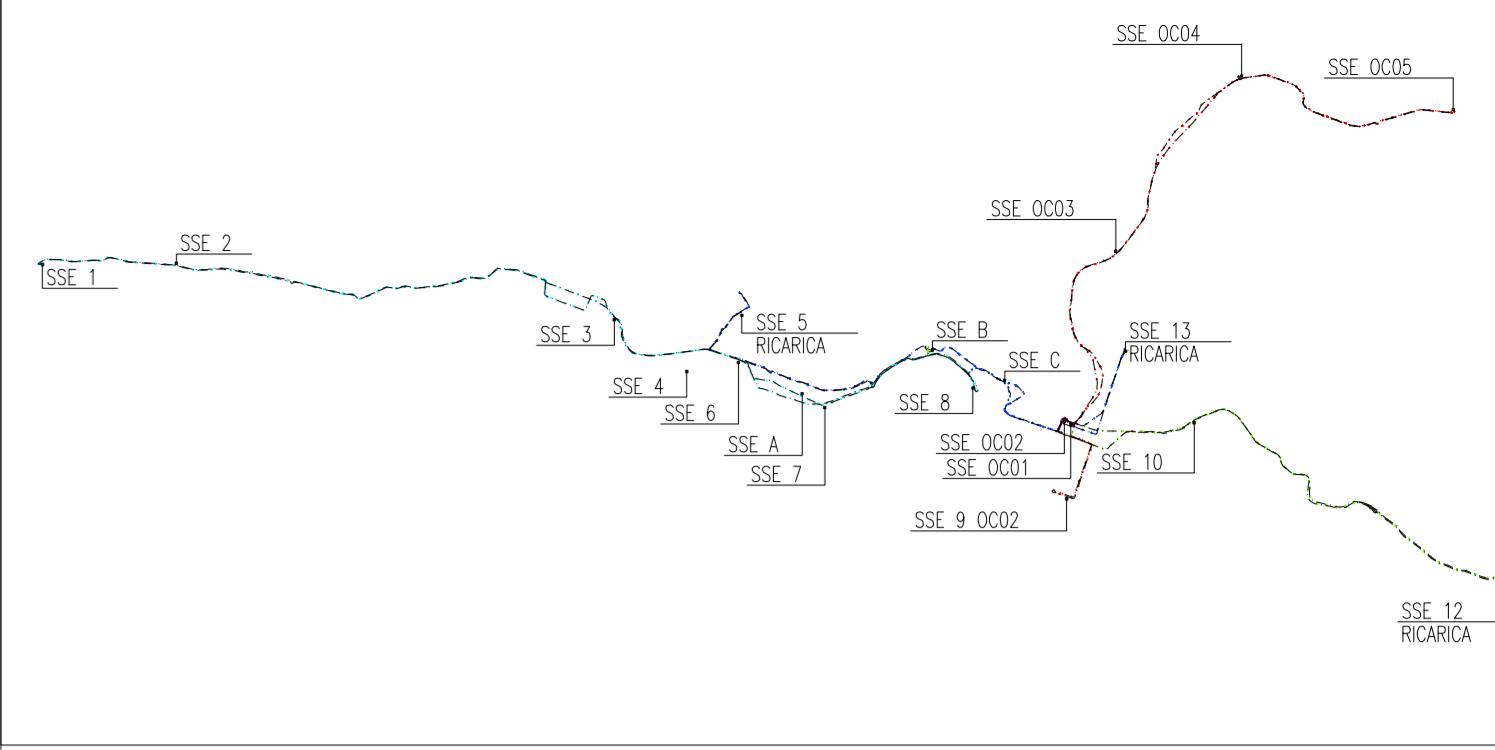 SSE OC04
SSE OC05
SSE OC03
SSE 2
SSE 1
SSE 5
RICARICA
SSE 3
SSE B
SSE 13
RICARICA
SSE C
SSE 4
SSE 6
SSE 8
SSE A
SSE OC02
SSE 7
SSE OC01
SSE 10
SSE 9 OC02
SSE 12
RICARICA